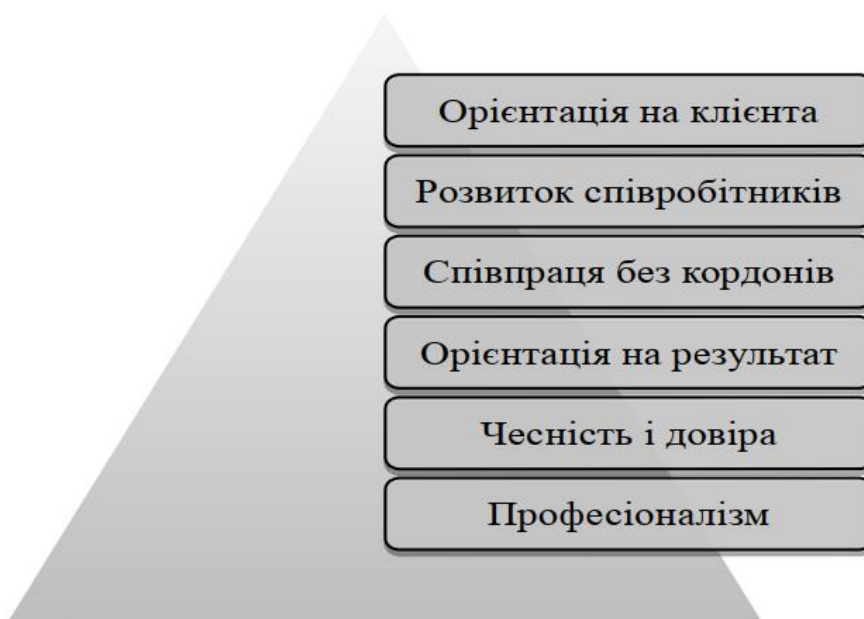 Орієнтація на клієнта
Розвиток співробітників
Співпраця без кордонів
Орієнтація на результат
Чесність і довіра
Професіоналізм